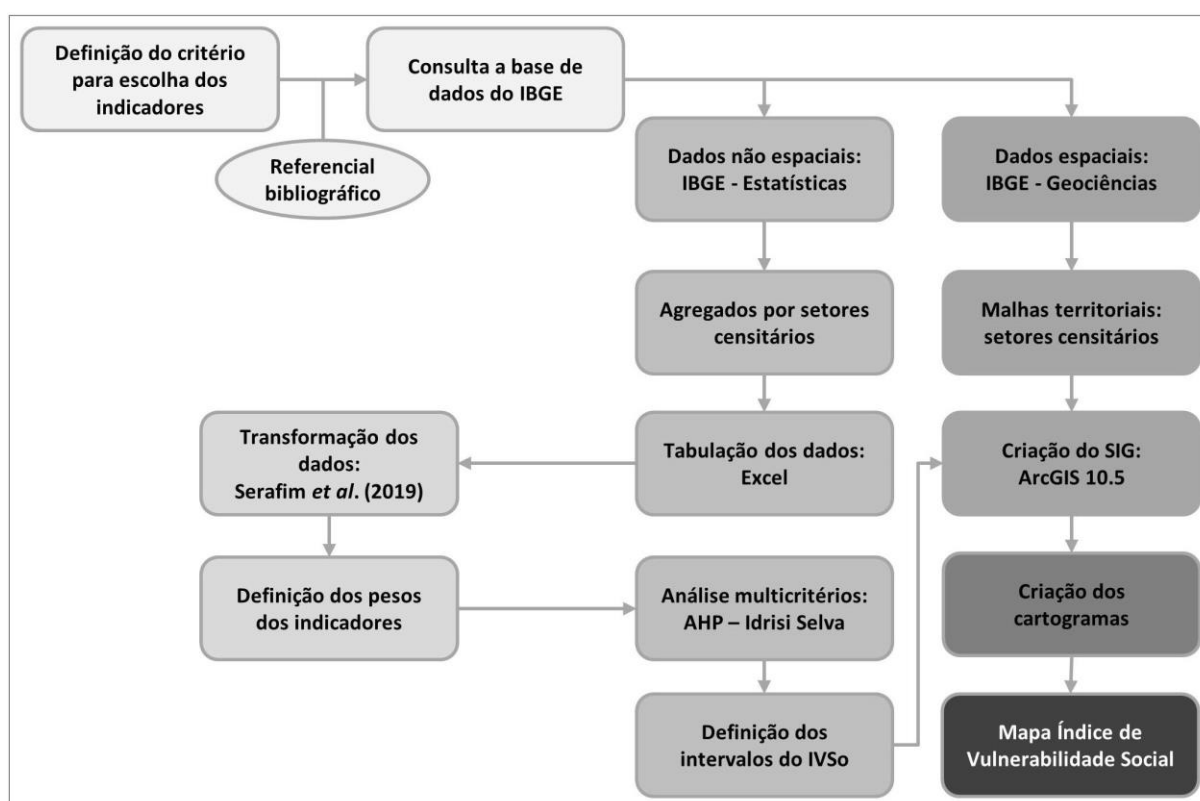 Definição do critério
para escolha dos
indicadores
Consulta a base de
dados do IBGE
Referencial
bibliográfico
Dados não espaciais:
IBGE - Estatísticas
Dados espaciais:
IBGE - Geociências
Agregados por setores
censitários
Malhas territoriais:
setores censitários
Transformação dos
dados:
Serafim et al. (2019)
Tabulação dos dados:
Excel
Criação do SIG:
ArcGIS 10.5
Definição dos pesos
dos indicadores
Análise multicritérios:
AHP – Idrisi Selva
Criação dos
cartogramas
Definição dos
intervalos do IVSo
Mapa Índice de
Vulnerabilidade Social